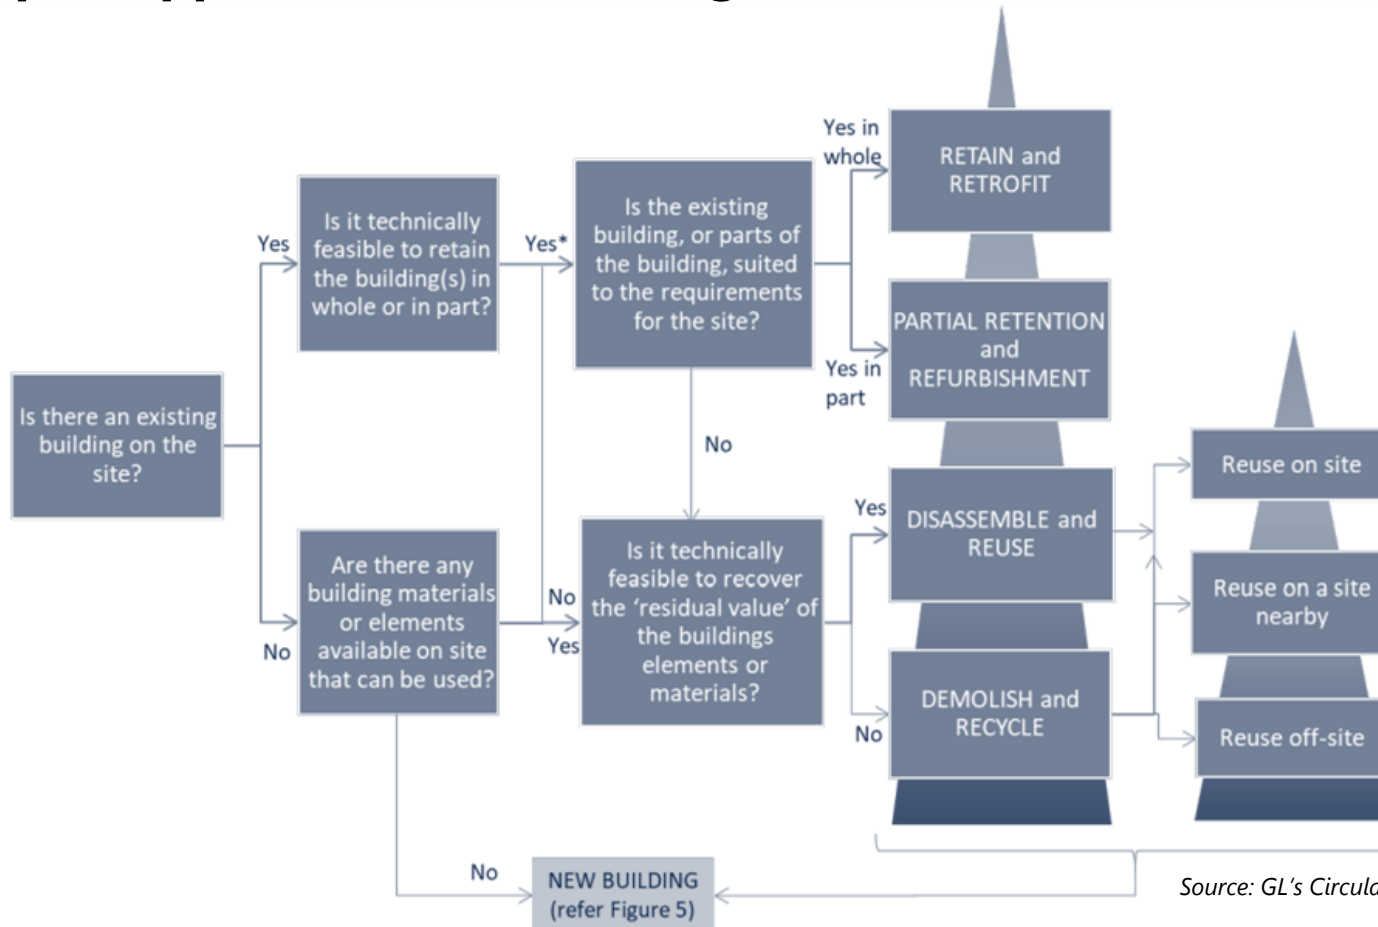 Is there an existing
building on the
site?
Yes
No
Is it technically
feasible to retain
the building(s) in
whole or in part?
Are there any
building materials
or elements
available on site
that can be used?
Yes*
No
Yes
Is the existing
building, or parts of
the building, suited
to the requirements
for the site?
No
Is it technically
feasible to recover
the ‘residual value’ of
the buildings
elements or
materials?
Yes in
whole
Yes in
part
Yes
No
RETAIN and
RETROFIT
PARTIAL RETENTION
and
REFURBISHMENT
DISASSEMBLE and
REUSE
DEMOLISH and
RECYCLE
Reuse on site
Reuse on a site
nearby
Reuse off-site
No
NEW BUILDING
(refer Figure 5)
Source: GL's Circula